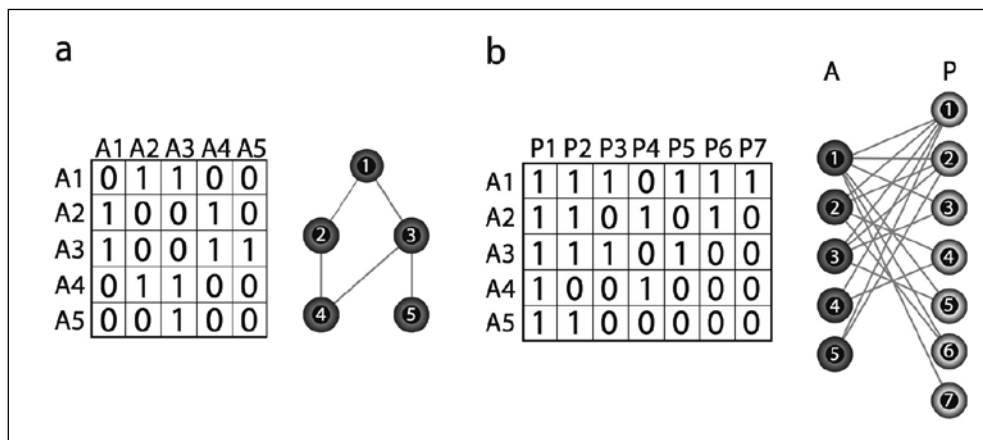 a
A1 A2 A3 A4 A5
A1 0 1 1 0 0
A2 1 0 0 1 0
A3 1 0 0 1 1
A4 0 1 1 0 0
A5 0 0 1 0 0
1
2 3
4 5
b
P1 P2 P3 P4 P5 P6 P7
A1 1 1 1 0 1 1 1
A2 1 1 0 1 0 1 0
A3 1 1 1 0 1 0 0
A4 1 0 0 1 0 0 0
A5 1 1 0 0 0 0 0
A P
1
1 2
2 3
3 4
4 5
5 6
7